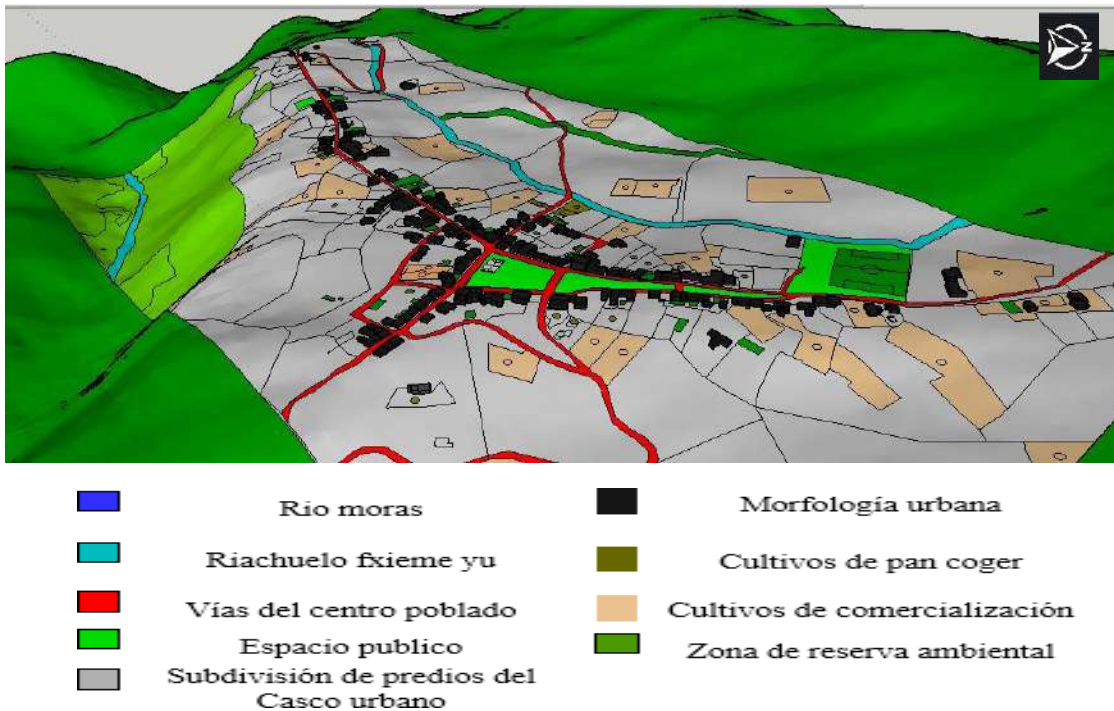 N
Rio moras
Riachuelo fxieme yu
Vías del centro poblado
Espacio publico
Subdivisión de predios del
Casco urbano
Morfología urbana
Cultivos de pan coger
Cultivos de comercialización
Zona de reserva ambiental